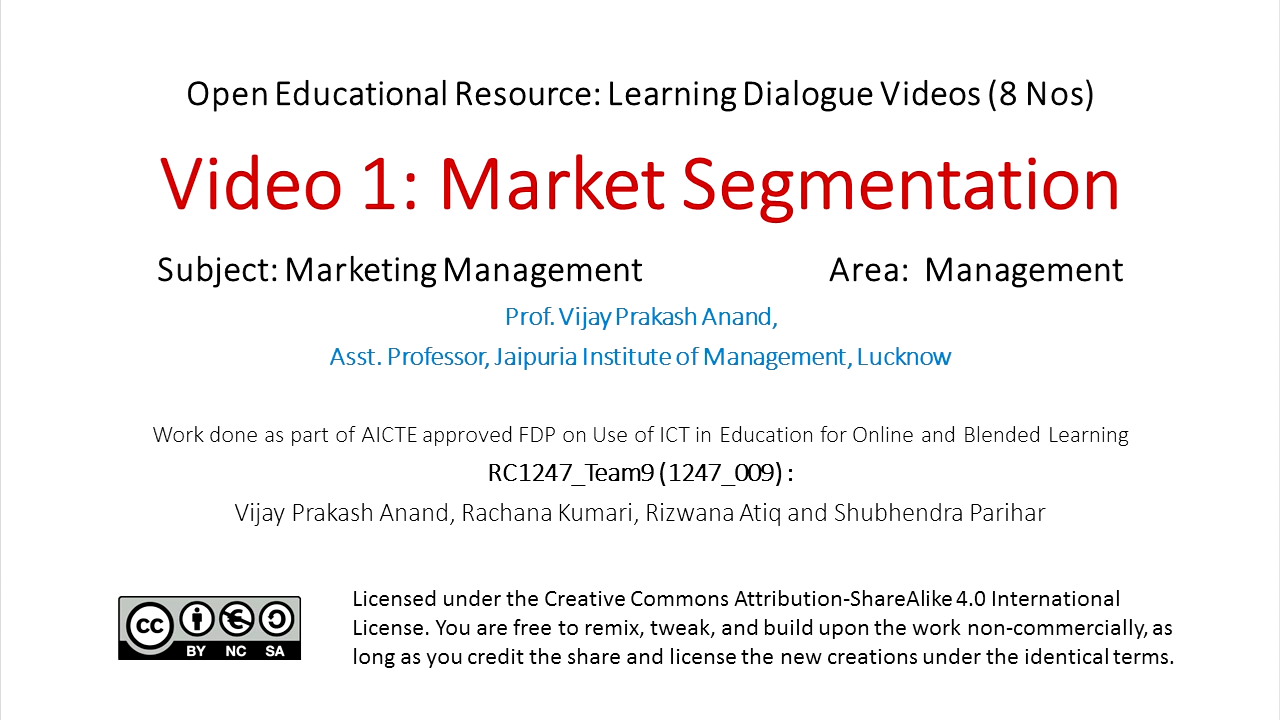 Open Educational Resource: Learning Dialogue Videos (8 Nos)
Video 1: Market Segmentation
Subject: Marketing Management Area: Management
Prof. Vijay Prakash Anand,
Asst. Professor, Jaipuria Institute of Management, Lucknow
Work done as part of AICTE approved FDP on Use of ICT in Education for Online and Blended Learning
RC1247_Team9 (1247_009) :
Vijay Prakash Anand, Rachana Kumari, Rizwana Atiq and Shubhendra Parihar
Licensed under the Creative Commons Attribution-ShareAlike 4.0 International
License. You are free to remix, tweak, and build upon the work non-commercially, as
long as you credit the share and license the new creations under the identical terms.
cc
BY NC SA